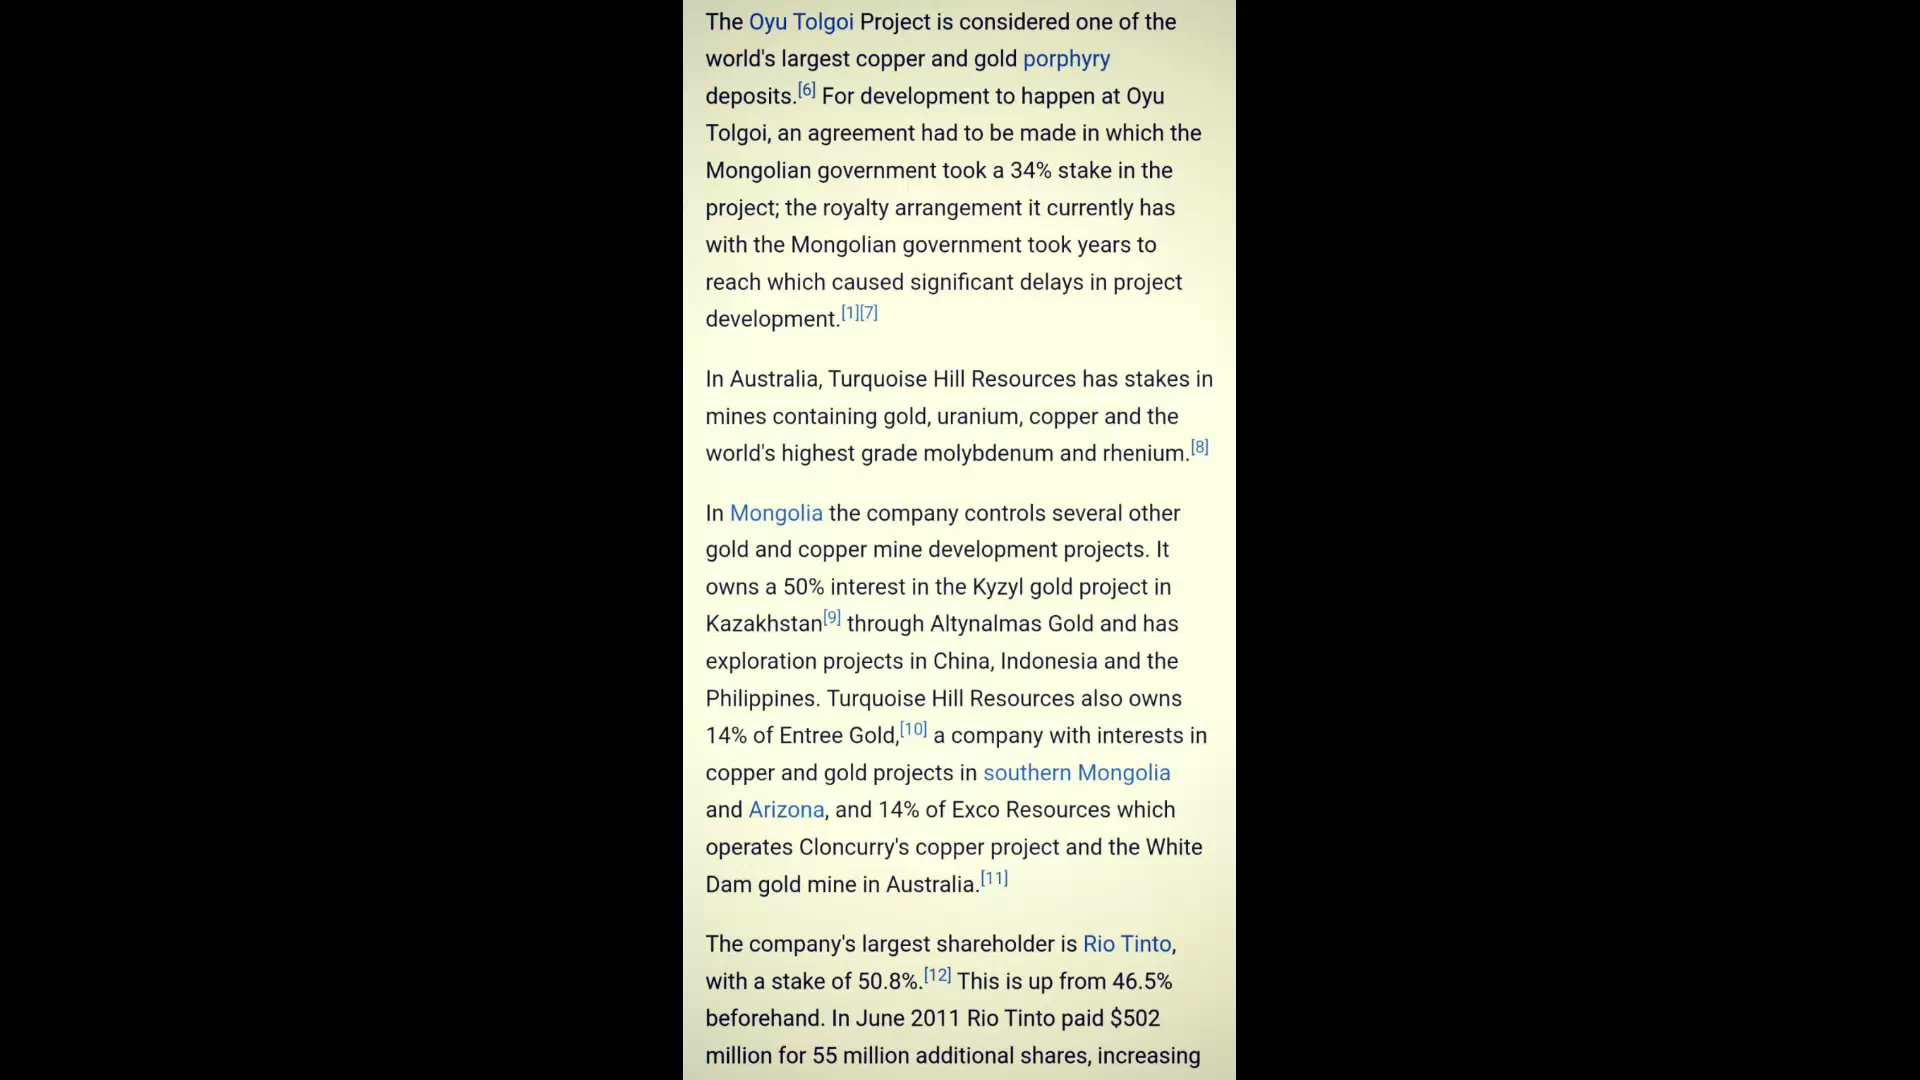 The Oyu Tolgoi Project is considered one of the
world's largest copper and gold porphyry
deposits.[6] For development to happen at Oyu
Tolgoi, an agreement had to be made in which the
Mongolian government took a 34% stake in the
project; the royalty arrangement it currently has
with the Mongolian government took years to
reach which caused significant delays in project
development.[1][7]
In Australia, Turquoise Hill Resources has stakes in
mines containing gold, uranium, copper and the
world's highest grade molybdenum and rhenium.[8]
In Mongolia the company controls several other
gold and copper mine development projects. It
owns a 50% interest in the Kyzyl gold project in
Kazakhstan[9] through Altynalmas Gold and has
exploration projects in China, Indonesia and the
Philippines. Turquoise Hill Resources also owns
14% of Entree Gold,[10] a company with interests in
copper and gold projects in southern Mongolia
and Arizona, and 14% of Exco Resources which
operates Cloncurry's copper project and the White
Dam gold mine in Australia.[11]
The company's largest shareholder is Rio Tinto,
with a stake of 50.8%.[12] This is up from 46.5%
beforehand. In June 2011 Rio Tinto paid $502
million for 55 million additional shares, increasing